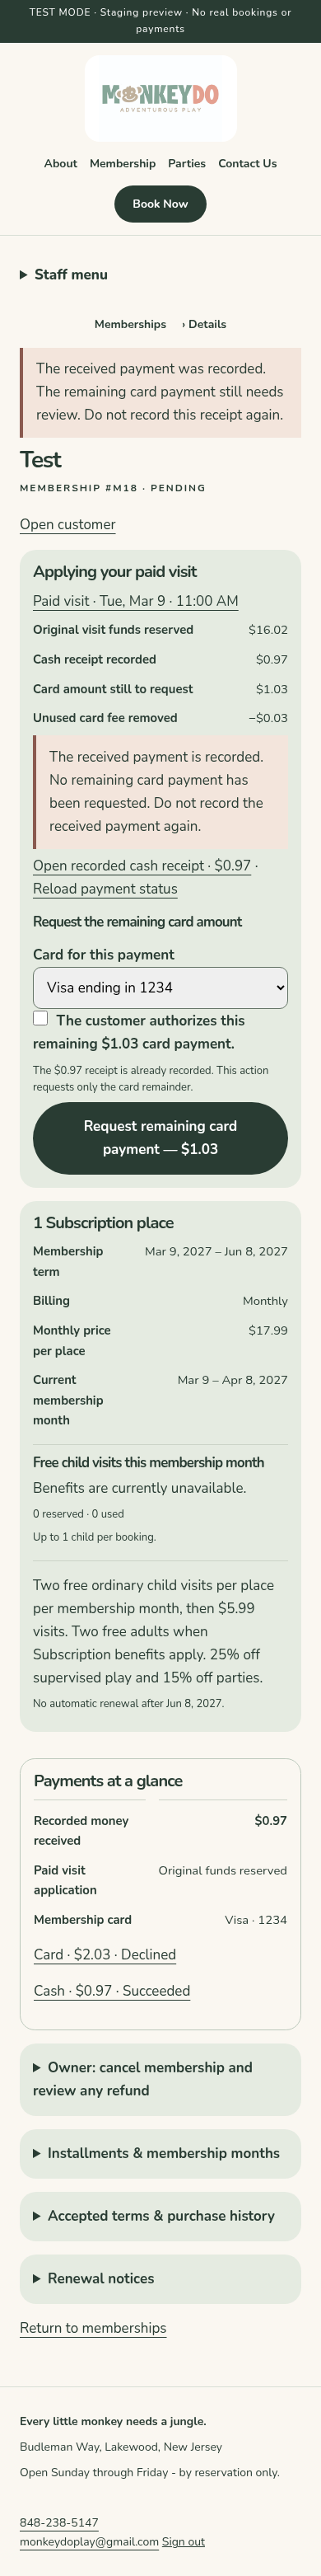 TEST MODE · Staging preview · No real bookings or
payments
MONKEYDO
ADVENTUROUS PLAY
About Membership Parties Contact Us
Book Now
▶ Staff menu
Memberships › Details
The received payment was recorded.
The remaining card payment still needs
review. Do not record this receipt again.
Test
MEMBERSHIP #M18 · PENDING
Open customer
Applying your paid visit
Paid visit · Tue, Mar 9 · 11:00 AM
Original visit funds reserved $16.02
Cash receipt recorded $0.97
Card amount still to request $1.03
Unused card fee removed −$0.03
The received payment is recorded.
No remaining card payment has
been requested. Do not record the
received payment again.
Open recorded cash receipt · $0.97 ·
Reload payment status
Request the remaining card amount
Card for this payment
Visa ending in 1234
The customer authorizes this
remaining $1.03 card payment.
The $0.97 receipt is already recorded. This action
requests only the card remainder.
Request remaining card
payment — $1.03
1 Subscription place
Membership Mar 9, 2027 – Jun 8, 2027
term
Billing Monthly
Monthly price $17.99
per place
Current Mar 9 – Apr 8, 2027
membership
month
Free child visits this membership month
Benefits are currently unavailable.
0 reserved · 0 used
Up to 1 child per booking.
Two free ordinary child visits per place
per membership month, then $5.99
visits. Two free adults when
Subscription benefits apply. 25% off
supervised play and 15% off parties.
No automatic renewal after Jun 8, 2027.
Payments at a glance
Recorded money $0.97
received
Paid visit Original funds reserved
application
Membership card Visa · 1234
Card · $2.03 · Declined
Cash · $0.97 · Succeeded
▶ Owner: cancel membership and
review any refund
▶ Installments & membership months
▶ Accepted terms & purchase history
▶ Renewal notices
Return to memberships
Every little monkey needs a jungle.
Budleman Way, Lakewood, New Jersey
Open Sunday through Friday - by reservation only.
848-238-5147
monkeydoplay@gmail.com Sign out